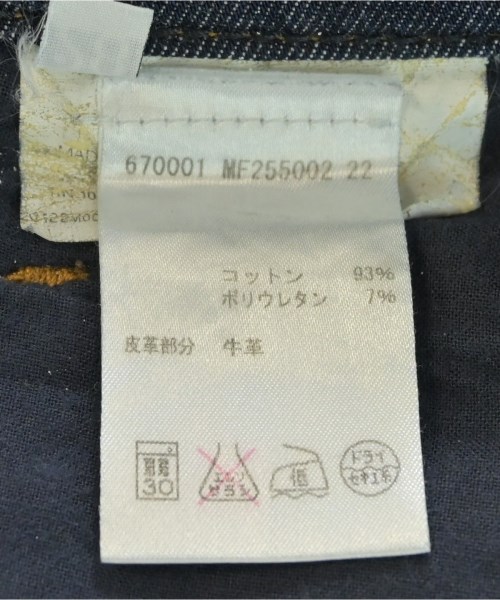 670001 MF255002 22
コットン 93%
ポリウレタン 7%
皮革部分 牛革
30
エンソ
サラシ
低
ドライ
セキユ系